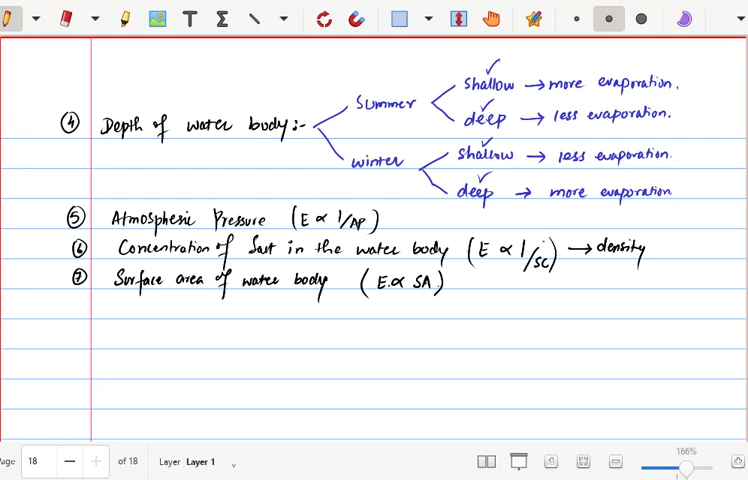 ④ Depth of water body :-
Summer
shallow → more evaporation.
deep → less evaporation.
winter
shallow → less evaporation.
deep → more evaporation
⑤ Atmospheric Pressure (E ∝ 1/AP)
⑥ Concentration of Salt in the water body (E ∝ 1/SC) → density
⑦ Surface area of water body (E ∝ SA.)
166%
Page 18 of 18 Layer Layer 1